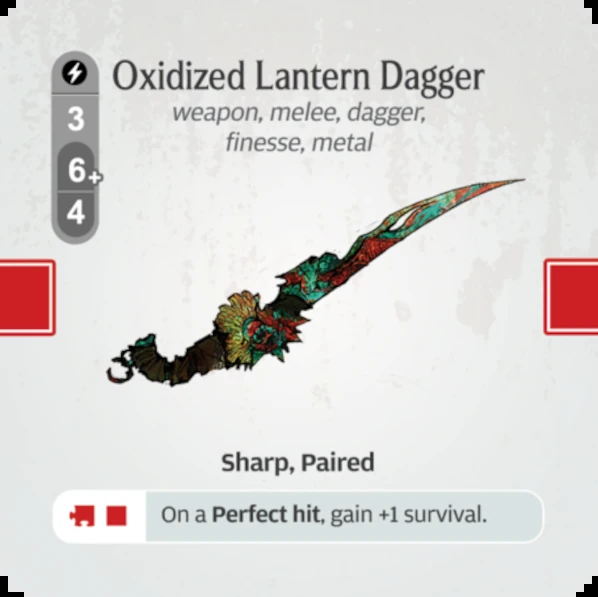 Oxidized Lantern Dagger
weapon, melee, dagger,
finesse, metal
3
6+
4
Sharp, Paired
On a Perfect hit, gain +1 survival.